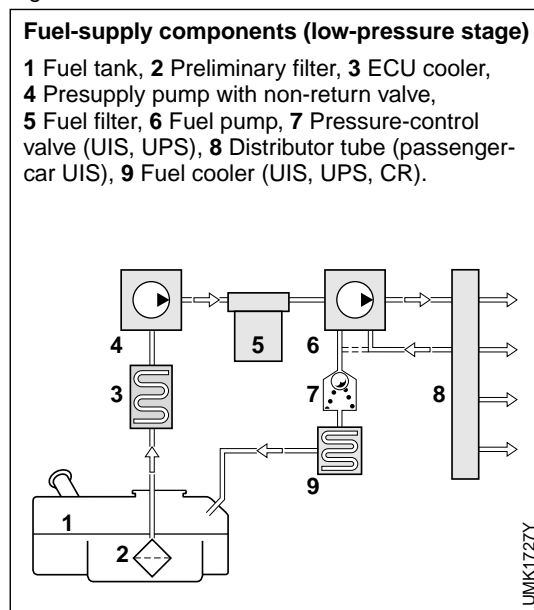 Fuel-supply components (low-pressure stage)
1 Fuel tank, 2 Preliminary filter, 3 ECU cooler,
4 Presupply pump with non-return valve,
5 Fuel filter, 6 Fuel pump, 7 Pressure-control
valve (UIS, UPS), 8 Distributor tube (passenger-
car UIS), 9 Fuel cooler (UIS, UPS, CR).
4
5
6
3
7
8
9
1
2
UMK1727Y